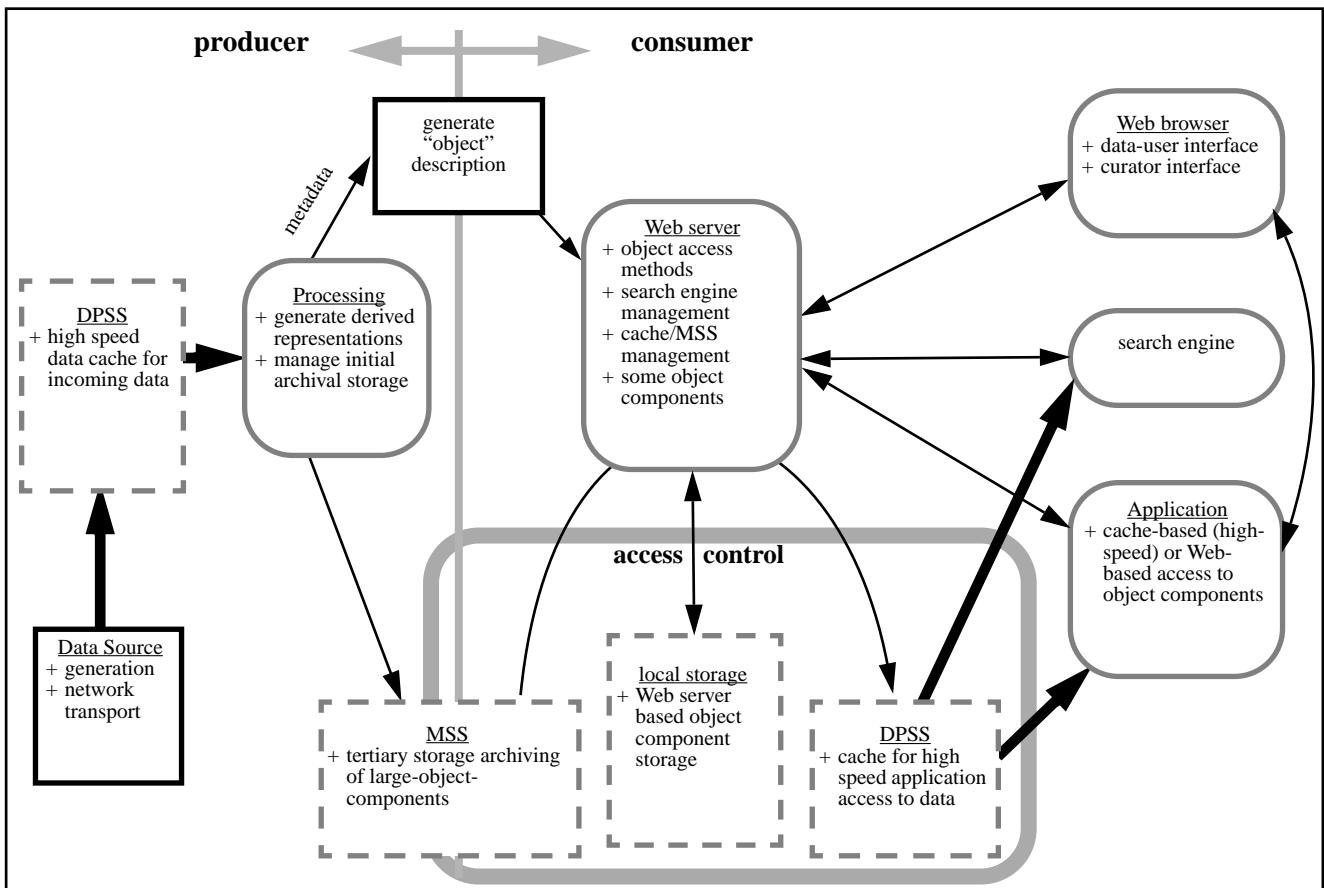 producer
consumer
generate
“object”
description
metadata
Web browser
+ data-user interface
+ curator interface
Web server
+ object access
methods
+ search engine
management
+ cache/MSS
management
+ some object
components
DPSS
+ high speed
data cache for
incoming data
Processing
+ generate derived
representations
+ manage initial
archival storage
search engine
Application
+ cache-based (high-
speed) or Web-
based access to
object components
access control
Data Source
+ generation
+ network
transport
MSS
+ tertiary storage archiving
of large-object-
components
local storage
+ Web server
based object
component
storage
DPSS
+ cache for high
speed application
access to data